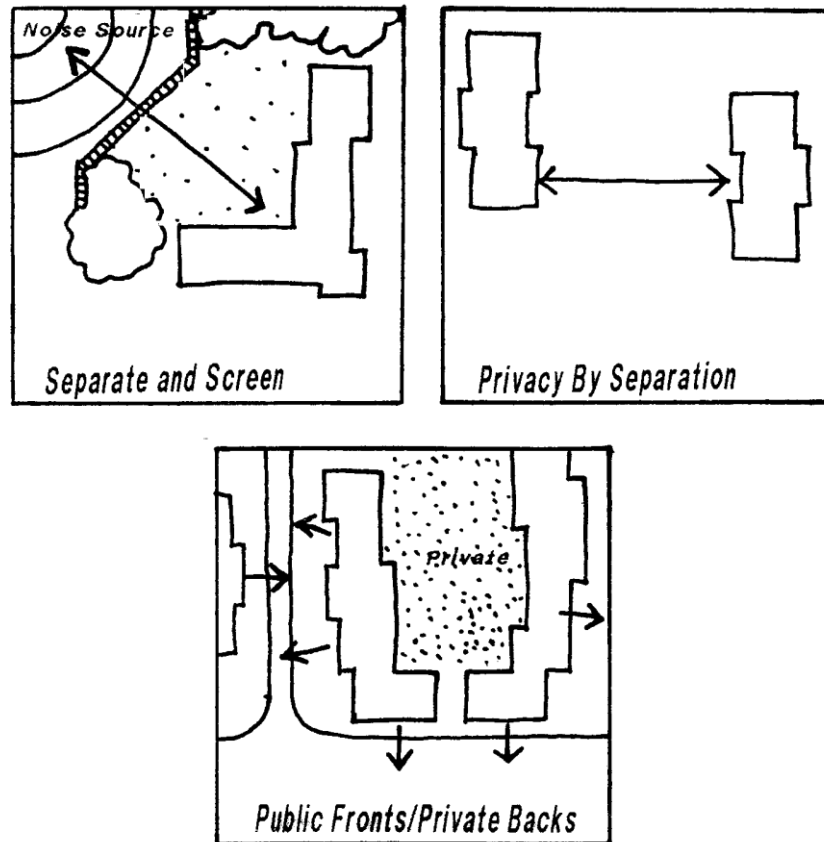 Noise Source
Separate and Screen
Privacy By Separation
Private
Public Fronts/Private Backs